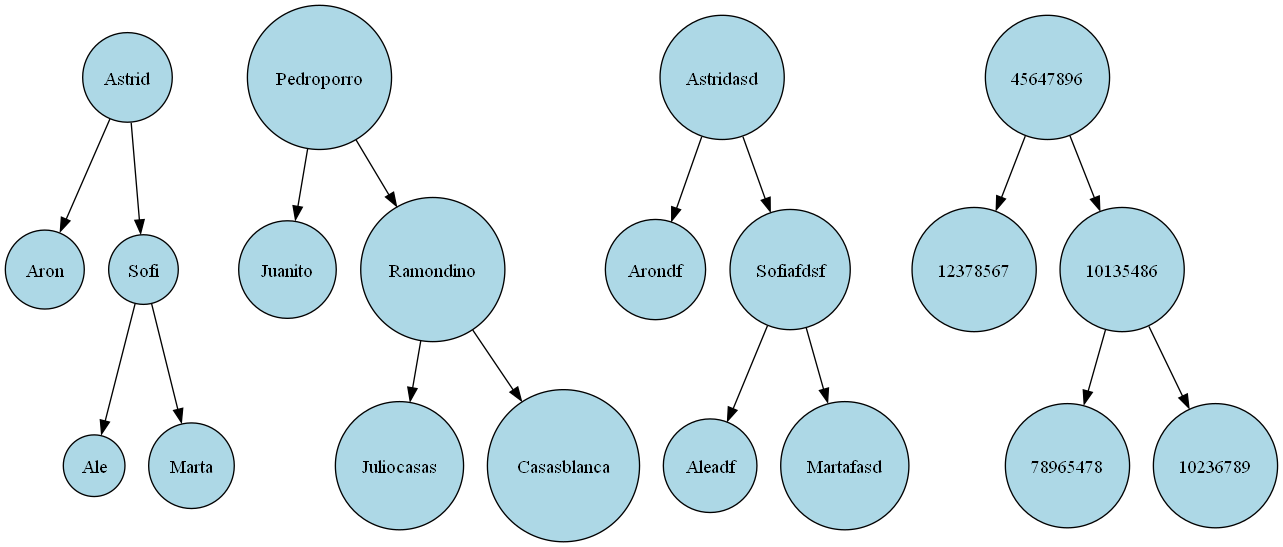 Astrid
Pedroporro
Astridasd
45647896
Aron
Sofi
Juanito
Ramondino
Arondf
Sofiafdsf
12378567
10135486
Ale
Marta
Juliocasas
Casasblanca
Aleadf
Martafasd
78965478
10236789